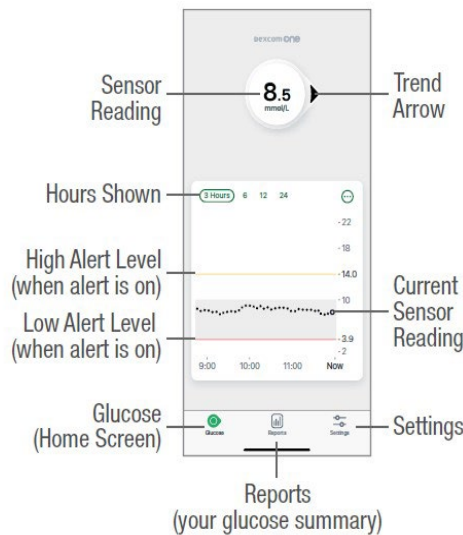 Dexcom ONE
Sensor
Reading
8.5
mmol/L
Trend
Arrow
Hours Shown
3 Hours 6 12 24
22
18
High Alert Level
(when alert is on)
14.0
10
Current
Sensor
Reading
Low Alert Level
(when alert is on)
3.9
2
9:00 10:00 11:00 Now
Glucose
(Home Screen)
Glucose Reports Settings
Settings
Reports
(your glucose summary)